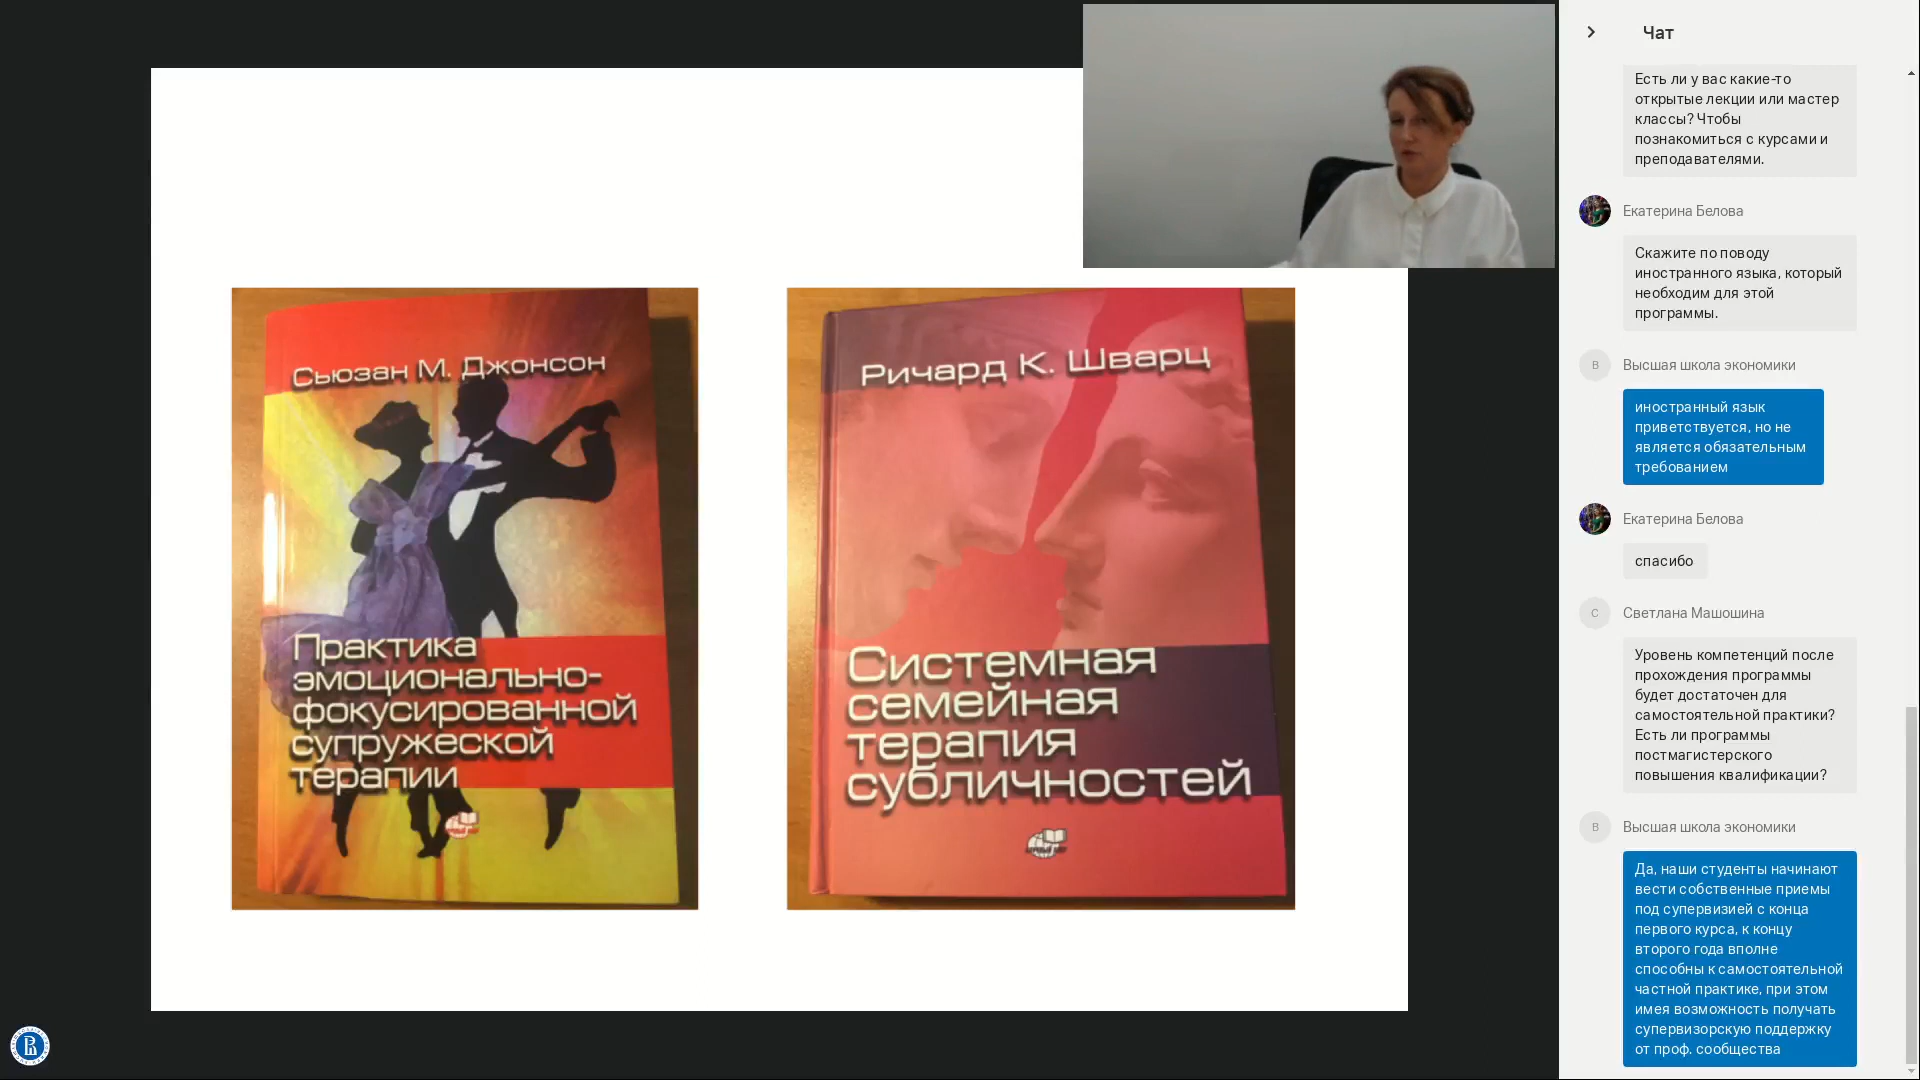 Сьюзан М. Джонсон
Практика
эмоционально-
фокусированной
супружеской
терапии
Ричард К. Шварц
Системная
семейная
терапия
субличностей
Чат
Есть ли у вас какие-то
открытые лекции или мастер
классы? Чтобы
познакомиться с курсами и
преподавателями.
Екатерина Белова
Скажите по поводу
иностранного языка, который
необходим для этой
программы.
В
Высшая школа экономики
иностранный язык
приветствуется, но не
является обязательным
требованием
Екатерина Белова
спасибо
С
Светлана Машошина
Уровень компетенций после
прохождения программы
будет достаточен для
самостоятельной практики?
Есть ли программы
постмагистерского
повышения квалификации?
В
Высшая школа экономики
Да, наши студенты начинают
вести собственные приемы
под супервизией с конца
первого курса, к концу
второго года вполне
способны к самостоятельной
частной практике, при этом
имея возможность получать
супервизорскую поддержку
от проф. сообщества